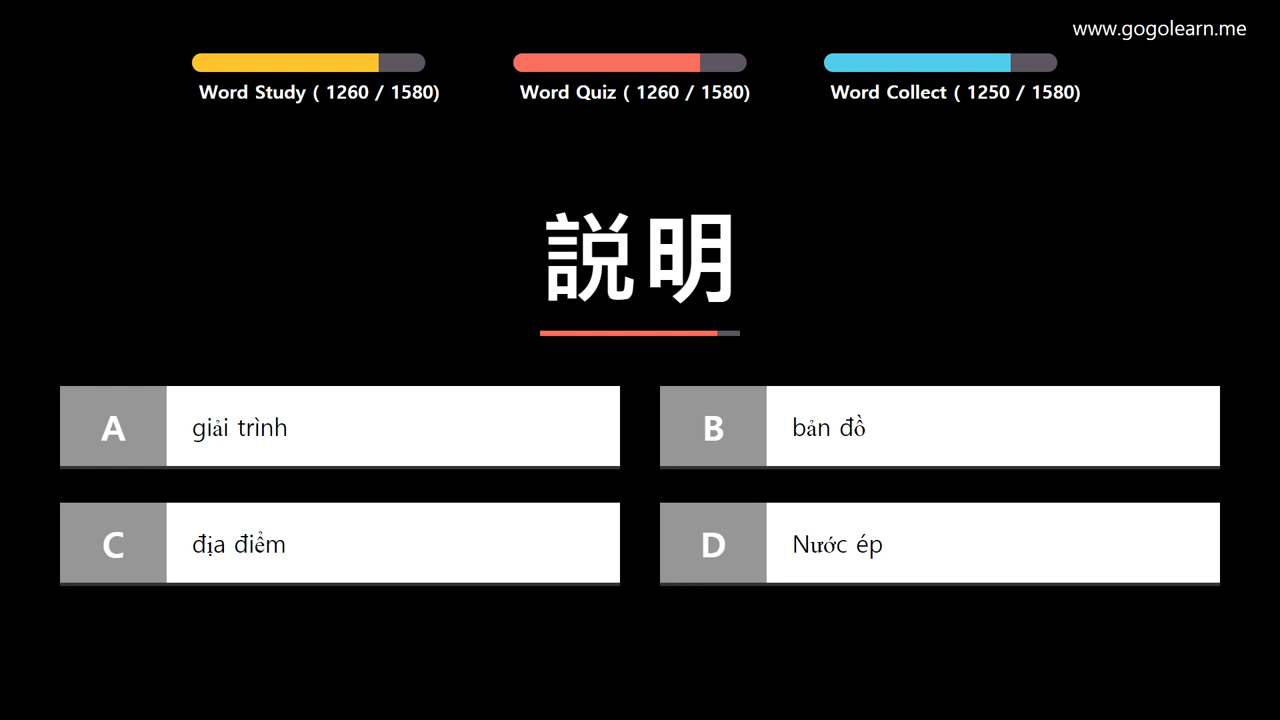 www.gogolearn.me
Word Study ( 1260 / 1580)
Word Quiz ( 1260 / 1580)
Word Collect ( 1250 / 1580)
説明
A
giải trình
B
bản đồ
C
địa điểm
D
Nước ép